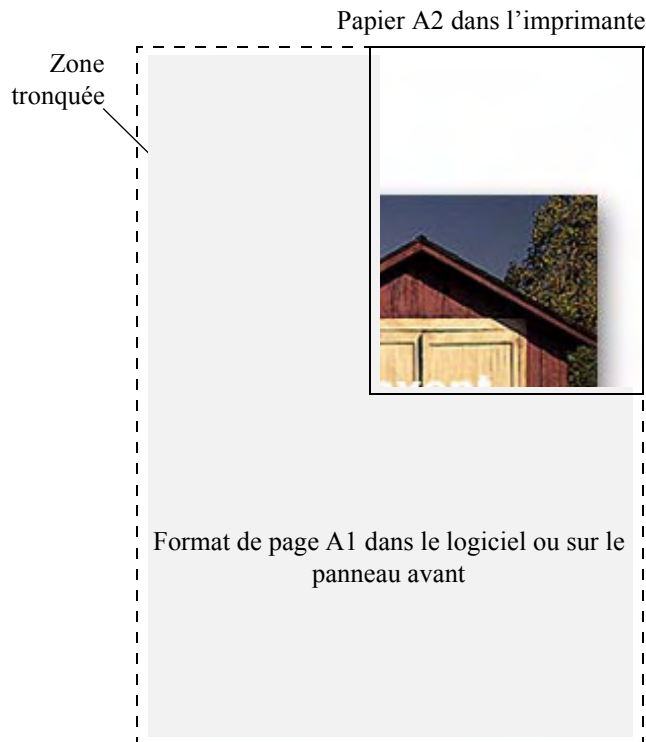 Papier A2 dans l’imprimante
Zone
tronquée
Format de page A1 dans le logiciel ou sur le
panneau avant